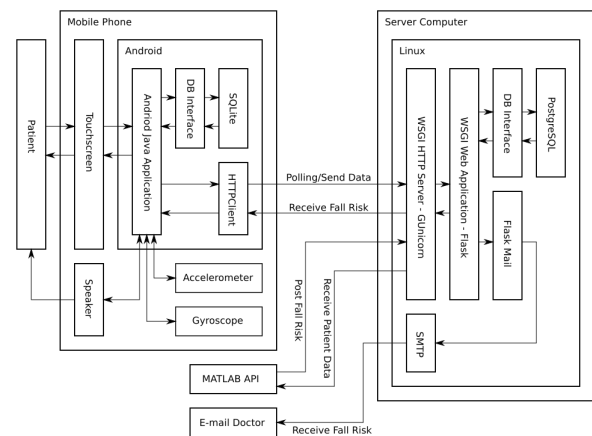 Mobile Phone
Server Computer
Android
Linux
Patient
Touchscreen
Andriod Java Application
DB Interface
SQLite
HTTPClient
Speaker
Accelerometer
Gyroscope
Polling/Send Data
Receive Fall Risk
Post Fall Risk
Receive Patient Data
WSGI HTTP Server - GUnicorn
WSGI Web Application - Flask
DB Interface
PostgreSQL
Flask Mail
SMTP
MATLAB API
E-mail Doctor
Receive Fall Risk